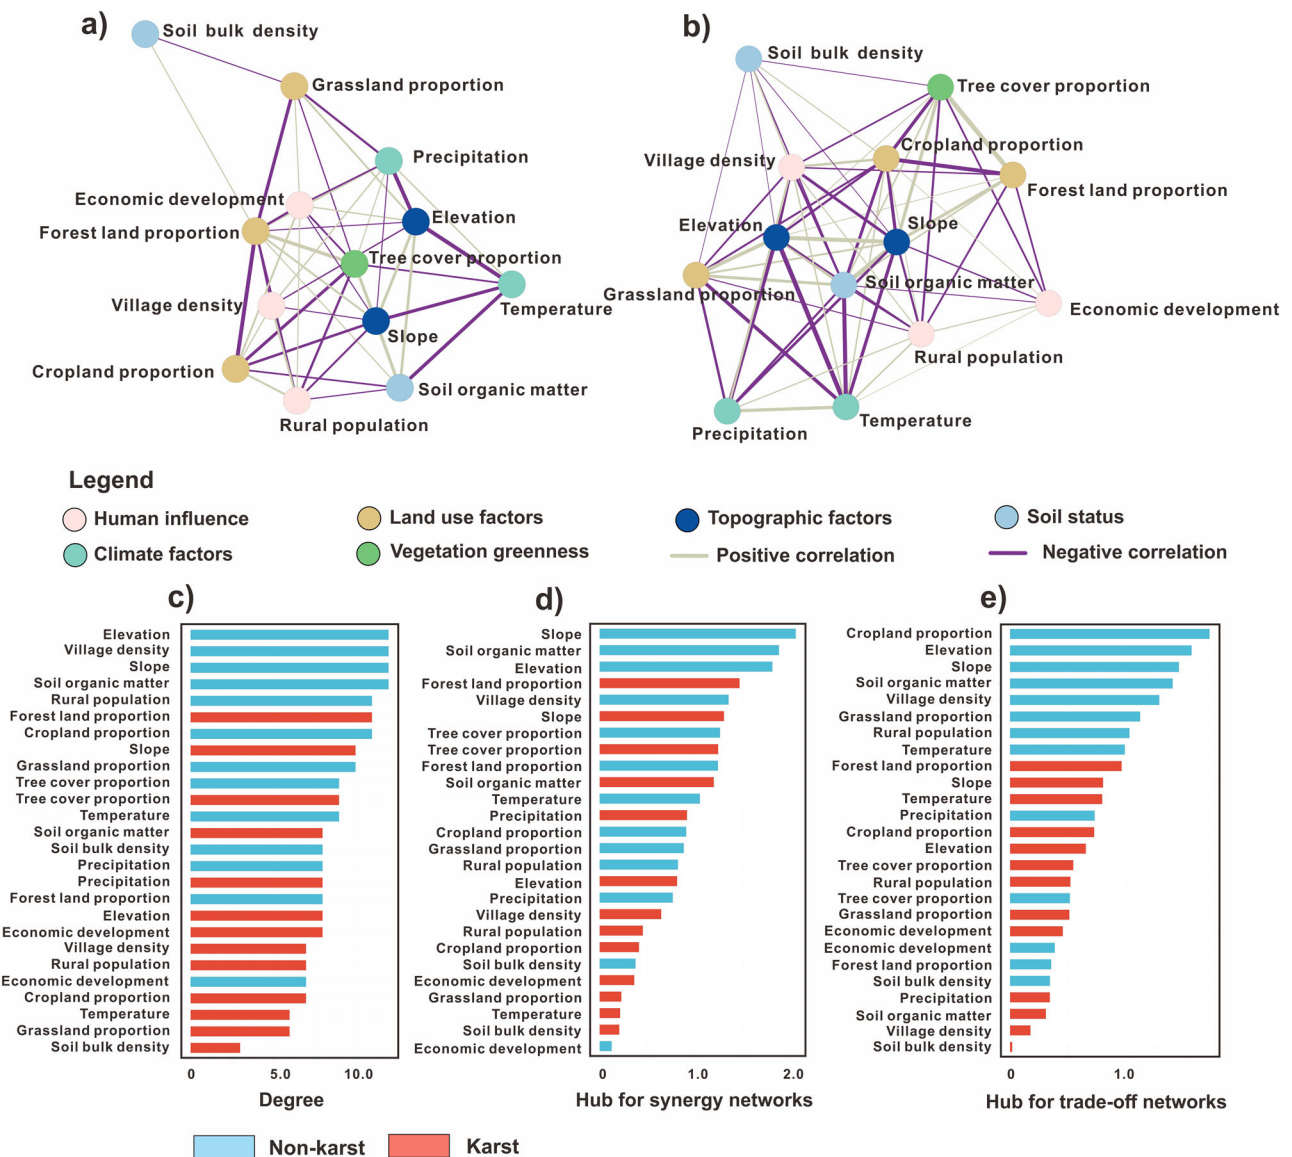 a)
Soil bulk density
Grassland proportion
Precipitation
Economic development
Elevation
Forest land proportion
Tree cover proportion
Village density
Temperature
Slope
Cropland proportion
Soil organic matter
Rural population
b)
Soil bulk density
Tree cover proportion
Cropland proportion
Village density
Forest land proportion
Elevation
Slope
Soil organic matter
Grassland proportion
Economic development
Rural population
Precipitation
Temperature
Legend
Human influence
Land use factors
Topographic factors
Soil status
Climate factors
Vegetation greenness
Positive correlation
Negative correlation
c)
Elevation
Village density
Slope
Soil organic matter
Rural population
Forest land proportion
Cropland proportion
Slope
Grassland proportion
Tree cover proportion
Tree cover proportion
Temperature
Soil organic matter
Soil bulk density
Precipitation
Precipitation
Forest land proportion
Elevation
Economic development
Village density
Rural population
Economic development
Cropland proportion
Temperature
Grassland proportion
Soil bulk density
0 5.0 10.0
Degree
d)
Slope
Soil organic matter
Elevation
Forest land proportion
Village density
Slope
Tree cover proportion
Tree cover proportion
Forest land proportion
Soil organic matter
Temperature
Precipitation
Cropland proportion
Grassland proportion
Rural population
Elevation
Precipitation
Village density
Rural population
Cropland proportion
Soil bulk density
Economic development
Grassland proportion
Temperature
Soil bulk density
Economic development
0 1.0 2.0
Hub for synergy networks
e)
Cropland proportion
Elevation
Slope
Soil organic matter
Village density
Grassland proportion
Rural population
Temperature
Forest land proportion
Slope
Temperature
Precipitation
Cropland proportion
Elevation
Tree cover proportion
Rural population
Tree cover proportion
Grassland proportion
Economic development
Economic development
Forest land proportion
Soil bulk density
Precipitation
Soil organic matter
Village density
Soil bulk density
0 1.0
Hub for trade-off networks
Non-karst
Karst